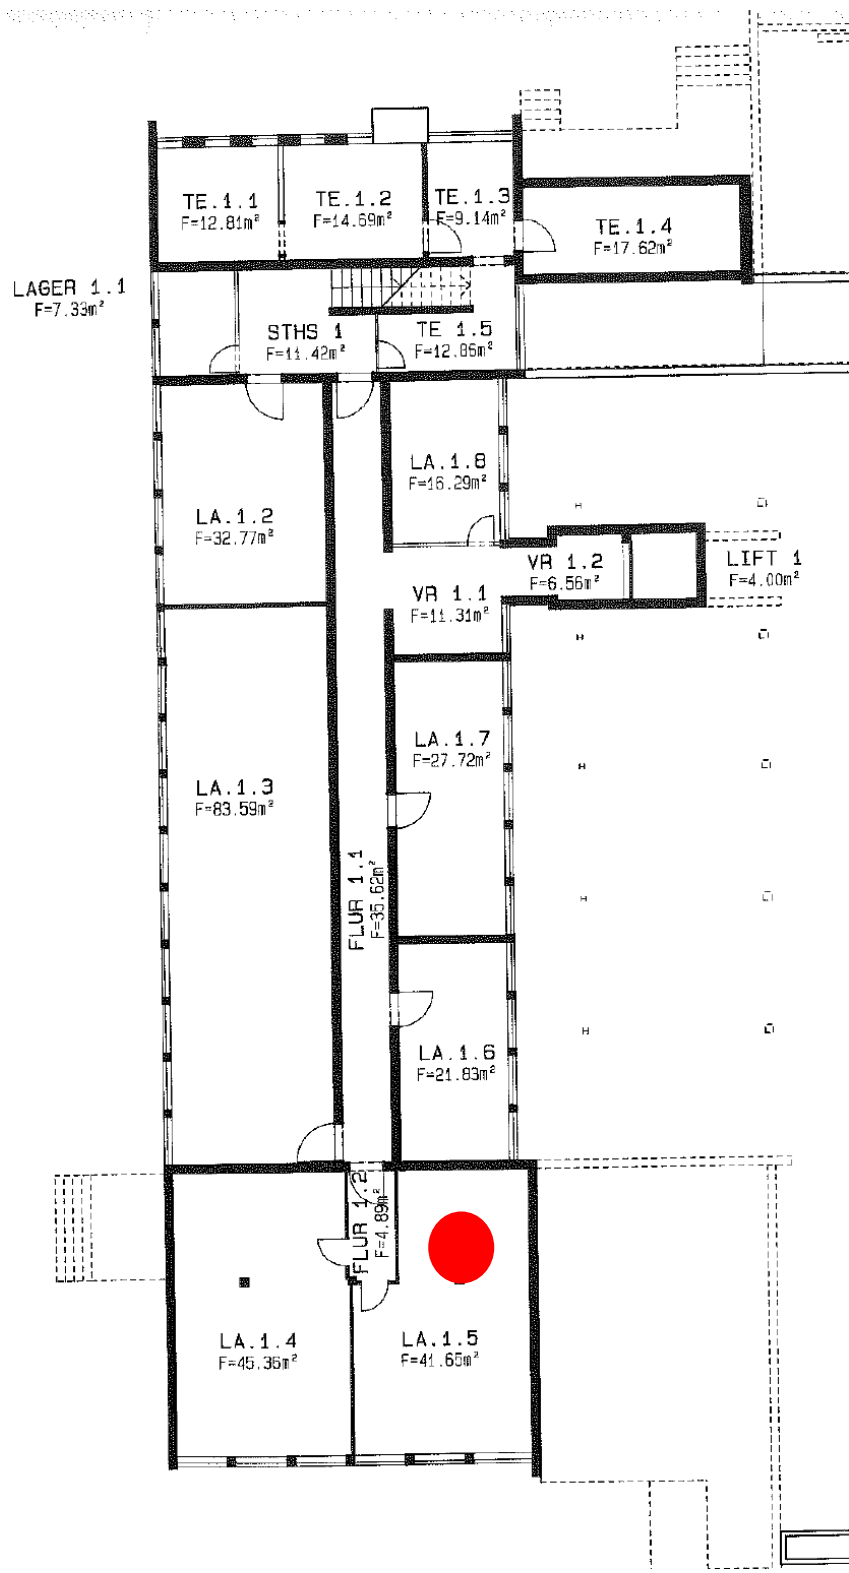 TE.1.1
F=12.81m²
TE.1.2
F=14.69m²
TE.1.3
F=9.14m²
TE.1.4
F=17.62m²
LAGER 1.1
F=7.33m²
STHS 1
F=11.42m²
TE 1.5
F=12.85m²
LA.1.8
F=16.29m²
LA.1.2
F=32.77m²
VR 1.2
F=6.56m²
LIFT 1
F=4.00m²
VR 1.1
F=11.31m²
LA.1.7
F=27.72m²
LA.1.3
F=83.59m²
FLUR 1.1
F=35.62m²
LA.1.6
F=21.83m²
FLUR 1.2
F=4.89m²
LA.1.4
F=45.36m²
LA.1.5
F=41.65m²